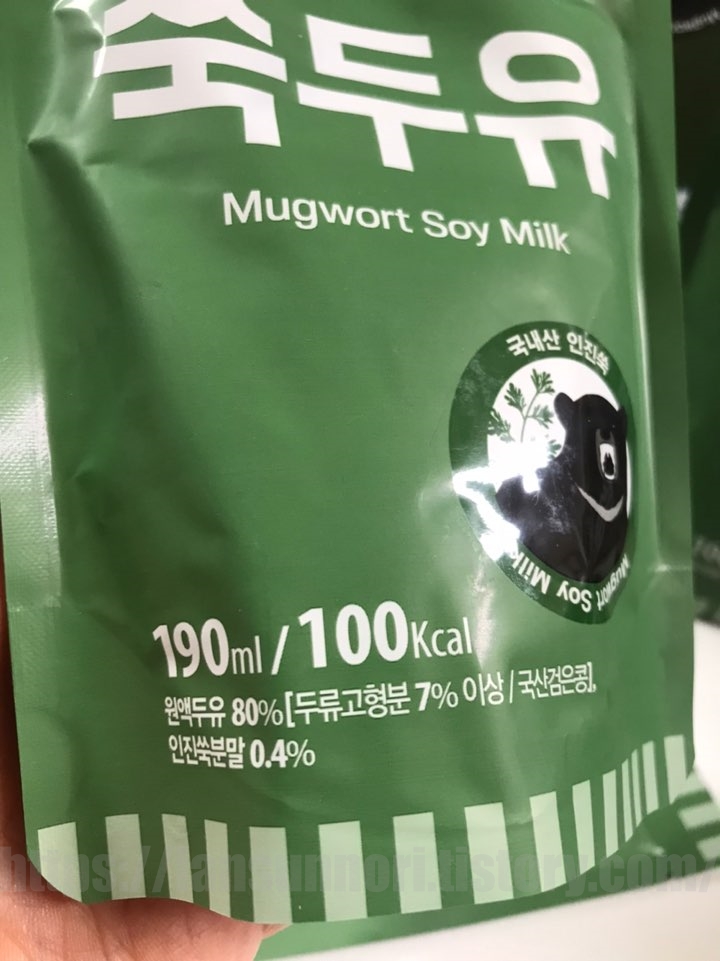 쑥두유
Mugwort Soy Milk
국내산 인진쑥
Mugwort Soy Milk
190ml / 100Kcal
원액두유 80%[두류고형분 7% 이상 / 국산검은콩],
인진쑥분말 0.4%